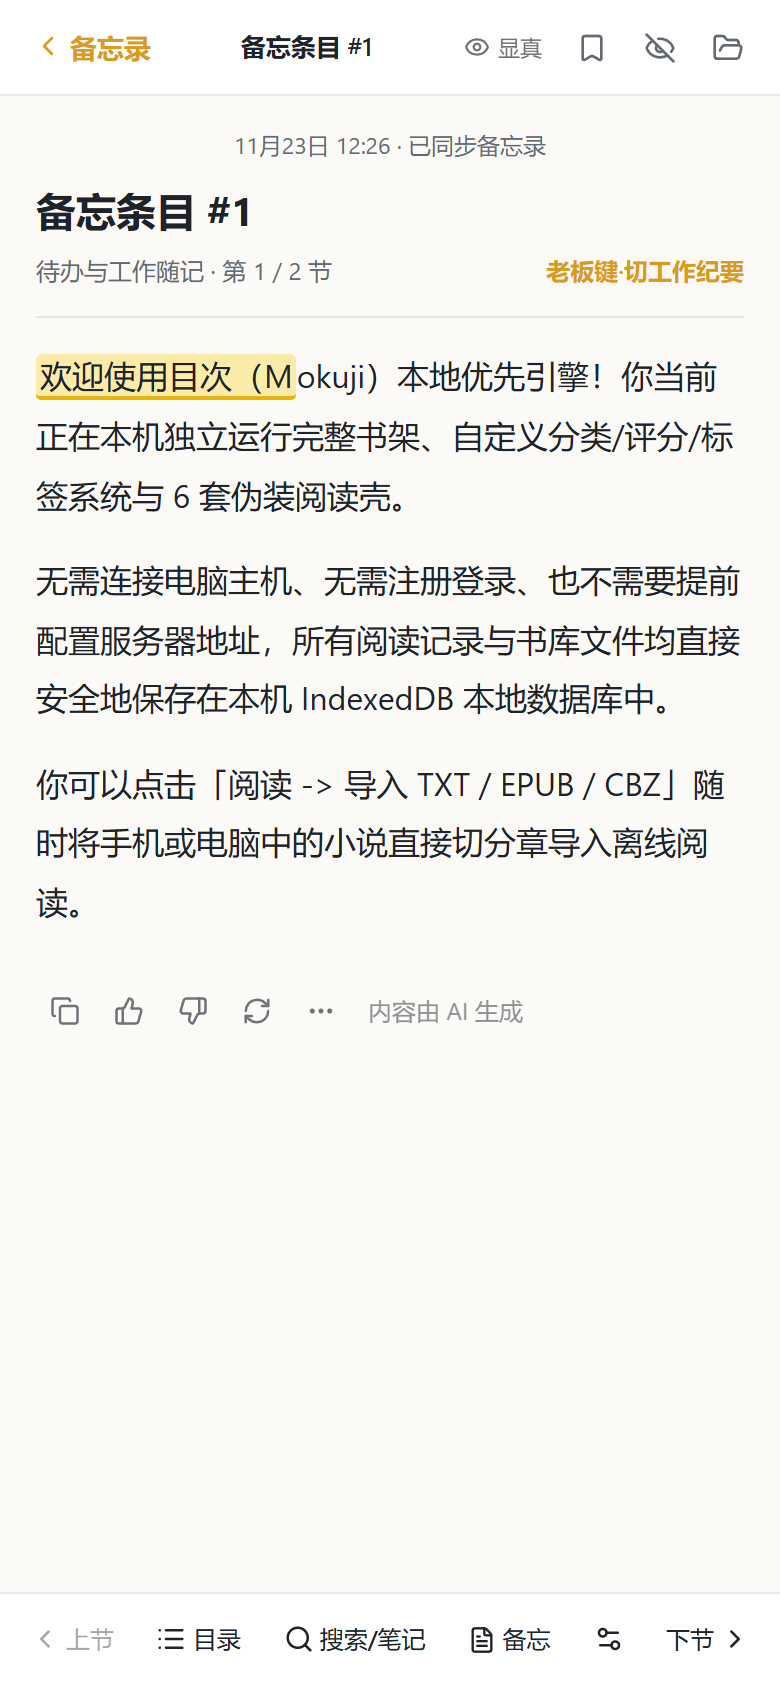 备忘录
备忘条目 #1
显真
11月23日 12:26 · 已同步备忘录
备忘条目 #1
待办与工作随记 · 第 1 / 2 节
老板键·切工作纪要
欢迎使用目次（Mokuji）本地优先引擎！你当前
正在本机独立运行完整书架、自定义分类/评分/标
签系统与 6 套伪装阅读壳。
无需连接电脑主机、无需注册登录、也不需要提前
配置服务器地址，所有阅读记录与书库文件均直接
安全地保存在本机 IndexedDB 本地数据库中。
你可以点击「阅读 -> 导入 TXT / EPUB / CBZ」随
时将手机或电脑中的小说直接切分章导入离线阅
读。
内容由 AI 生成
上节
目录
搜索/笔记
备忘
下节